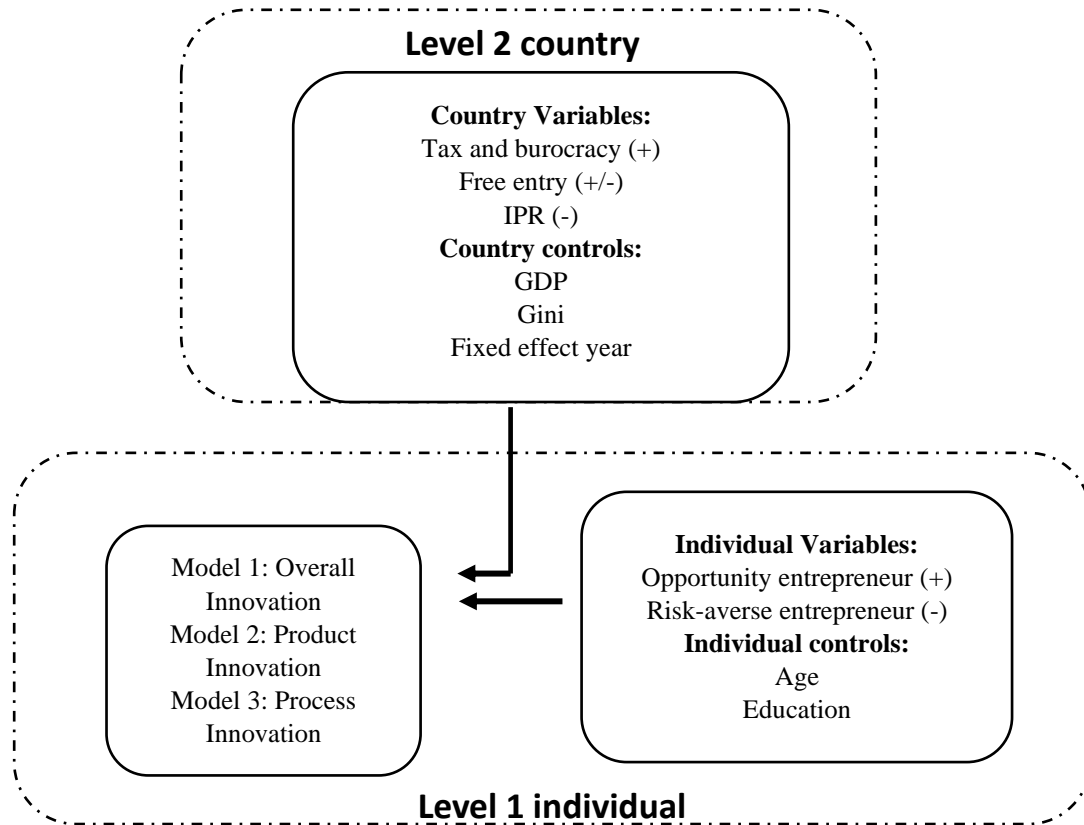 Level 2 country
Country Variables:
Tax and burocracy (+)
Free entry (+/-)
IPR (-)
Country controls:
GDP
Gini
Fixed effect year
Model 1: Overall
Innovation
Model 2: Product
Innovation
Model 3: Process
Innovation
Individual Variables:
Opportunity entrepreneur (+)
Risk-averse entrepreneur (-)
Individual controls:
Age
Education
Level 1 individual